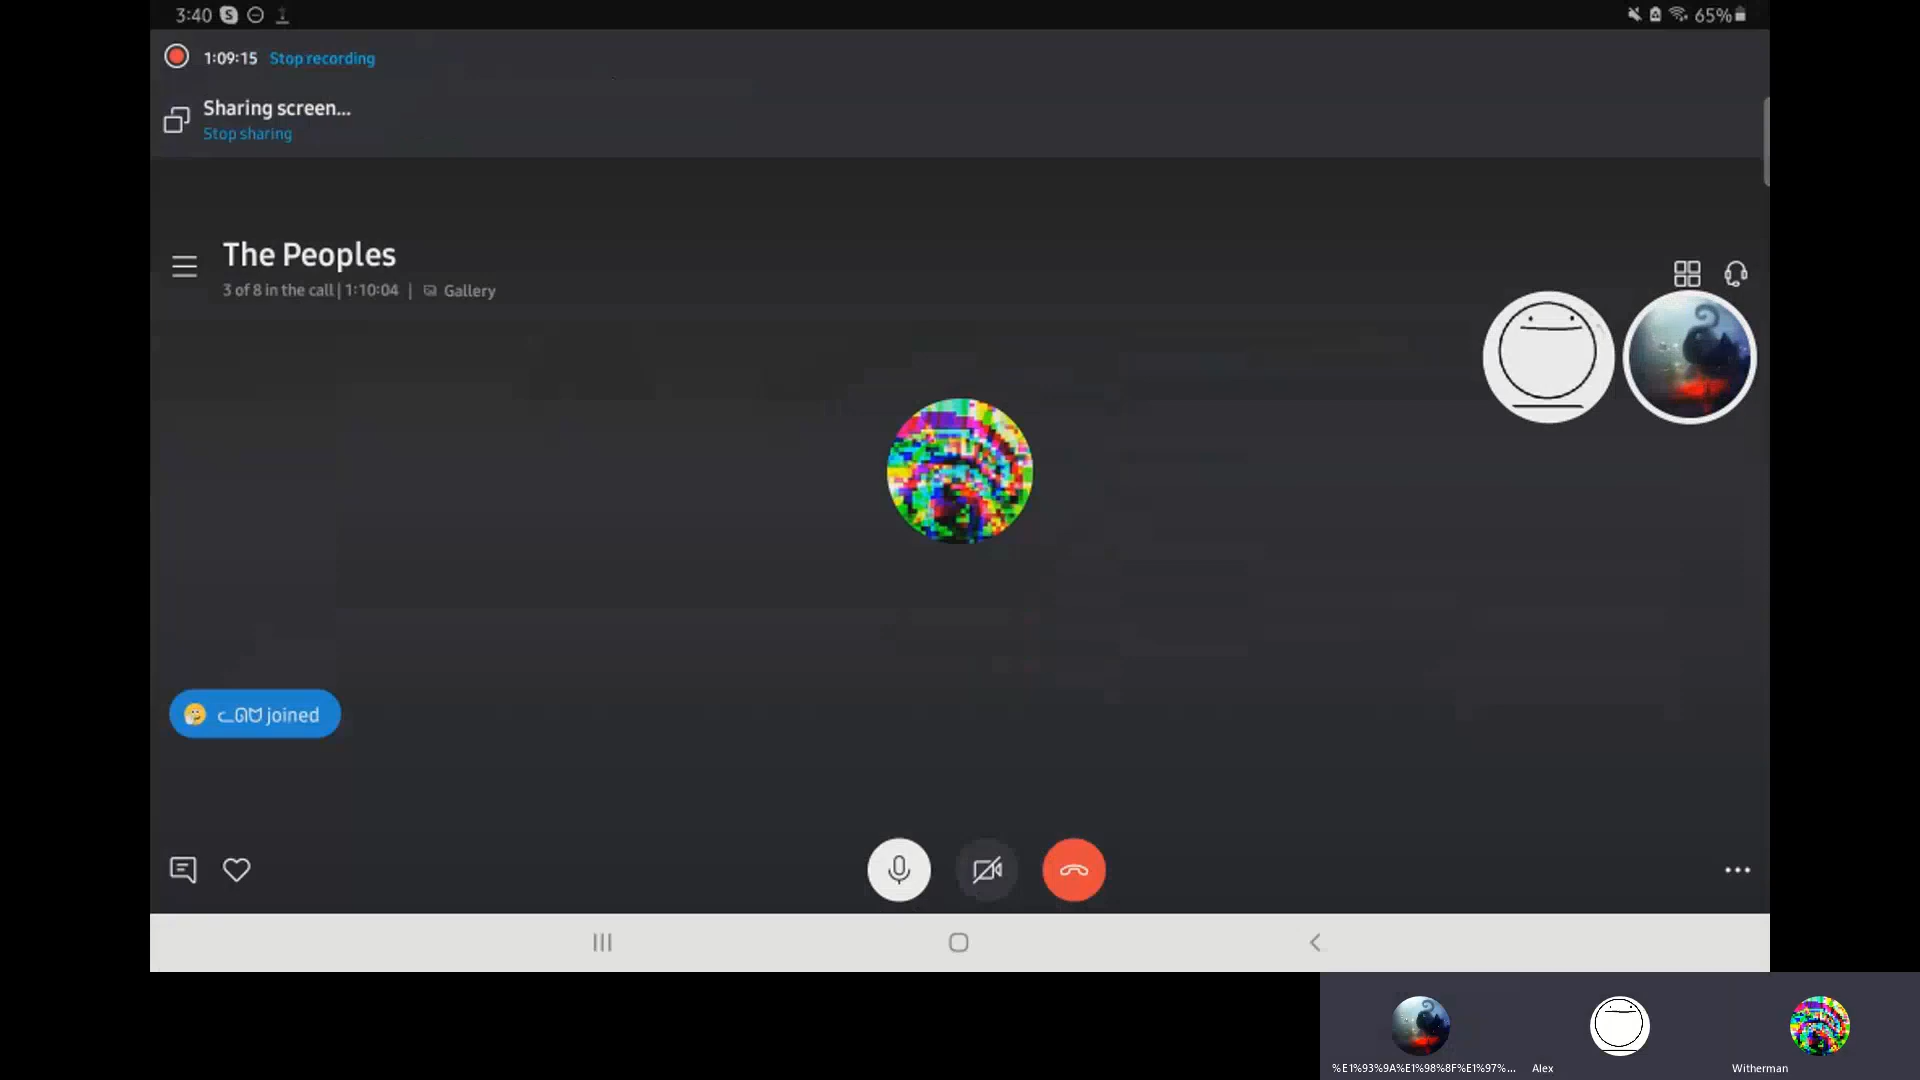 3:40
65%
1:09:15 Stop recording
Sharing screen...
Stop sharing
The Peoples
3 of 8 in the call | 1:10:04 | Gallery
ᓚᘏᗢ joined
%E1%93%9A%E1%98%8F%E1%97%...
Alex
Witherman